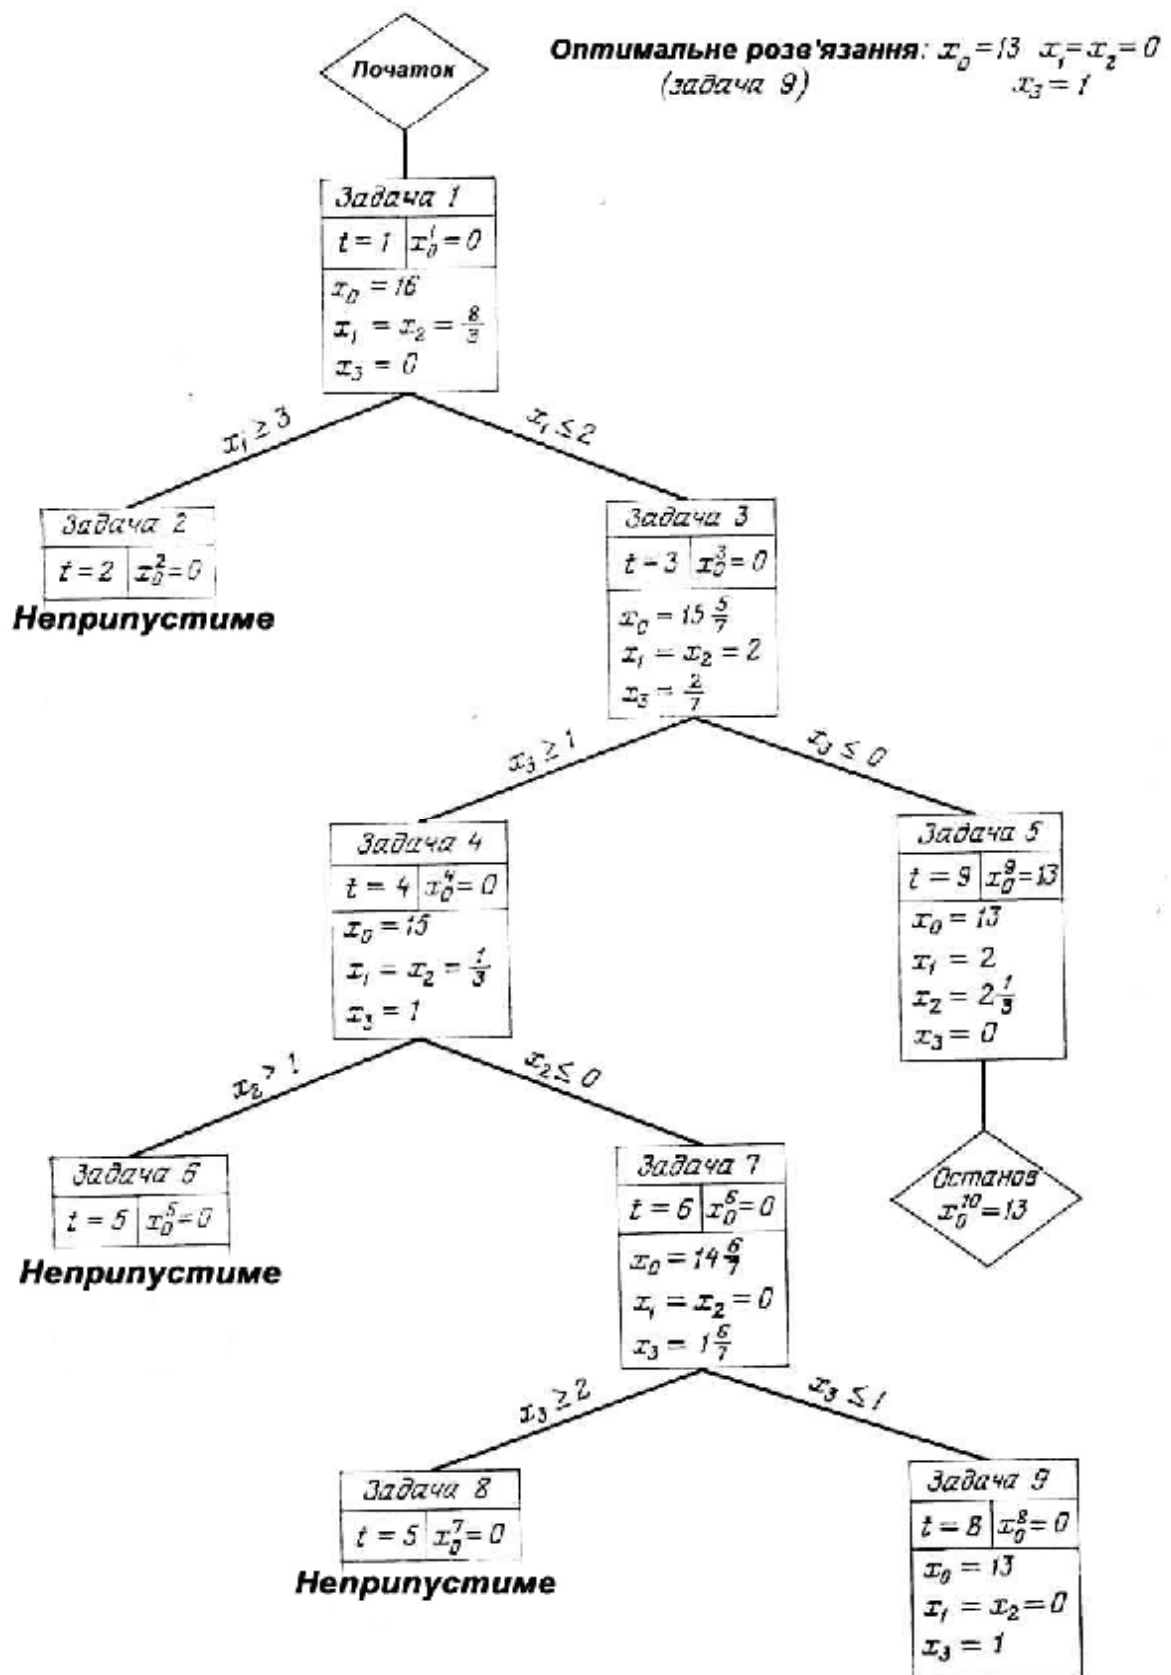 Початок
Оптимальне розв'язання: x₀ = 13 x₁ = x₂ = 0
(задача 9) x₃ = 1
Задача 1
t = 1 x₀¹ = 0
x₀ = 16
x₁ = x₂ = 8/3
x₃ = 0
x₁ ≥ 3
x₁ ≤ 2
Задача 2
t = 2 x₀² = 0
Неприпустиме
Задача 3
t = 3 x₀³ = 0
x₀ = 15 5/7
x₁ = x₂ = 2
x₃ = 2/7
x₃ ≥ 1
x₃ ≤ 0
Задача 4
t = 4 x₀⁴ = 0
x₀ = 15
x₁ = x₂ = 1/3
x₃ = 1
Задача 5
t = 9 x₀⁹ = 13
x₀ = 13
x₁ = 2
x₂ = 2 1/3
x₃ = 0
x₂ ≥ 1
x₂ ≤ 0
Задача 6
t = 5 x₀⁵ = 0
Неприпустиме
Задача 7
t = 6 x₀⁶ = 0
x₀ = 14 6/7
x₁ = x₂ = 0
x₃ = 1 6/7
Останов
x₀¹⁰ = 13
x₃ ≥ 2
x₃ ≤ 1
Задача 8
t = 5 x₀⁷ = 0
Неприпустиме
Задача 9
t = 8 x₀⁸ = 0
x₀ = 13
x₁ = x₂ = 0
x₃ = 1